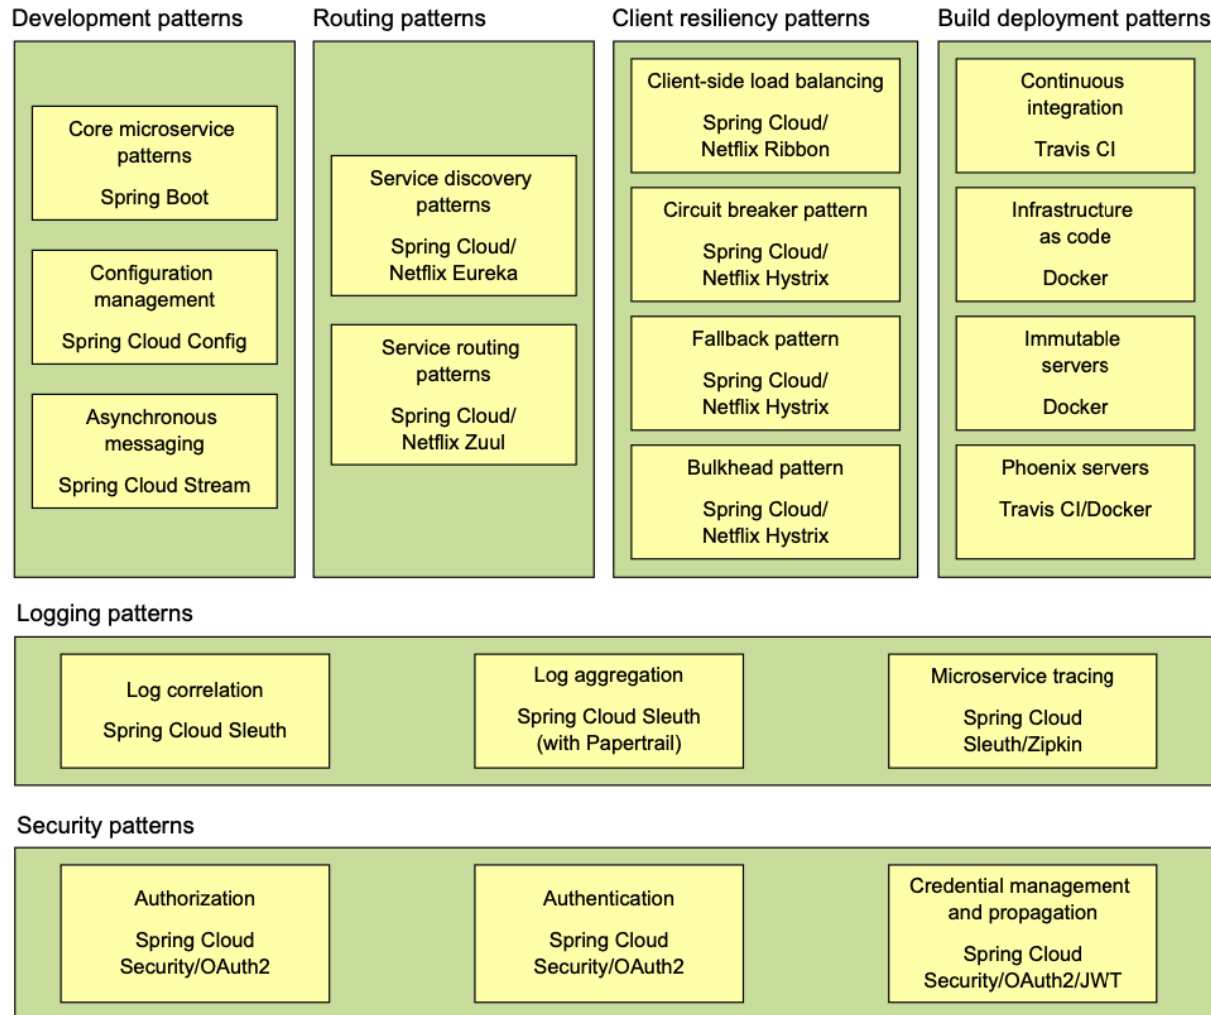 Development patterns
Core microservice
patterns
Spring Boot
Configuration
management
Spring Cloud Config
Asynchronous
messaging
Spring Cloud Stream
Routing patterns
Service discovery
patterns
Spring Cloud/
Netflix Eureka
Service routing
patterns
Spring Cloud/
Netflix Zuul
Client resiliency patterns
Client-side load balancing
Spring Cloud/
Netflix Ribbon
Circuit breaker pattern
Spring Cloud/
Netflix Hystrix
Fallback pattern
Spring Cloud/
Netflix Hystrix
Bulkhead pattern
Spring Cloud/
Netflix Hystrix
Build deployment patterns
Continuous
integration
Travis CI
Infrastructure
as code
Docker
Immutable
servers
Docker
Phoenix servers
Travis CI/Docker
Logging patterns
Log correlation
Spring Cloud Sleuth
Log aggregation
Spring Cloud Sleuth
(with Papertrail)
Microservice tracing
Spring Cloud
Sleuth/Zipkin
Security patterns
Authorization
Spring Cloud
Security/OAuth2
Authentication
Spring Cloud
Security/OAuth2
Credential management
and propagation
Spring Cloud
Security/OAuth2/JWT